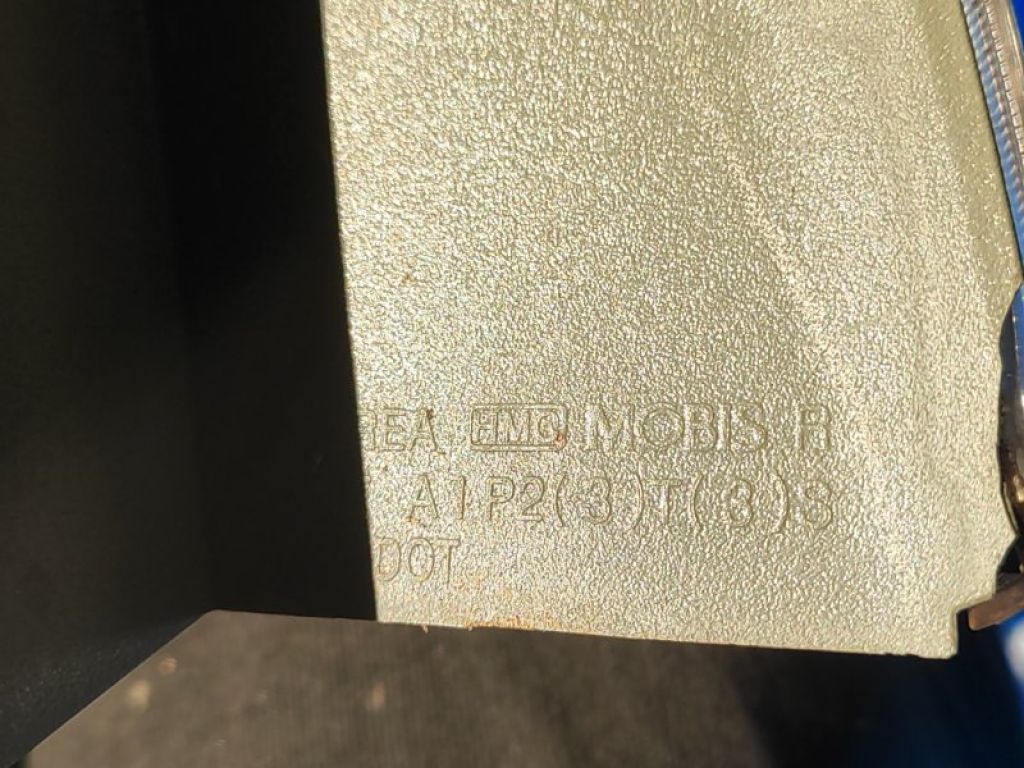 REA HMC MOBIS R
A1P2(3)T(3)S
DOT